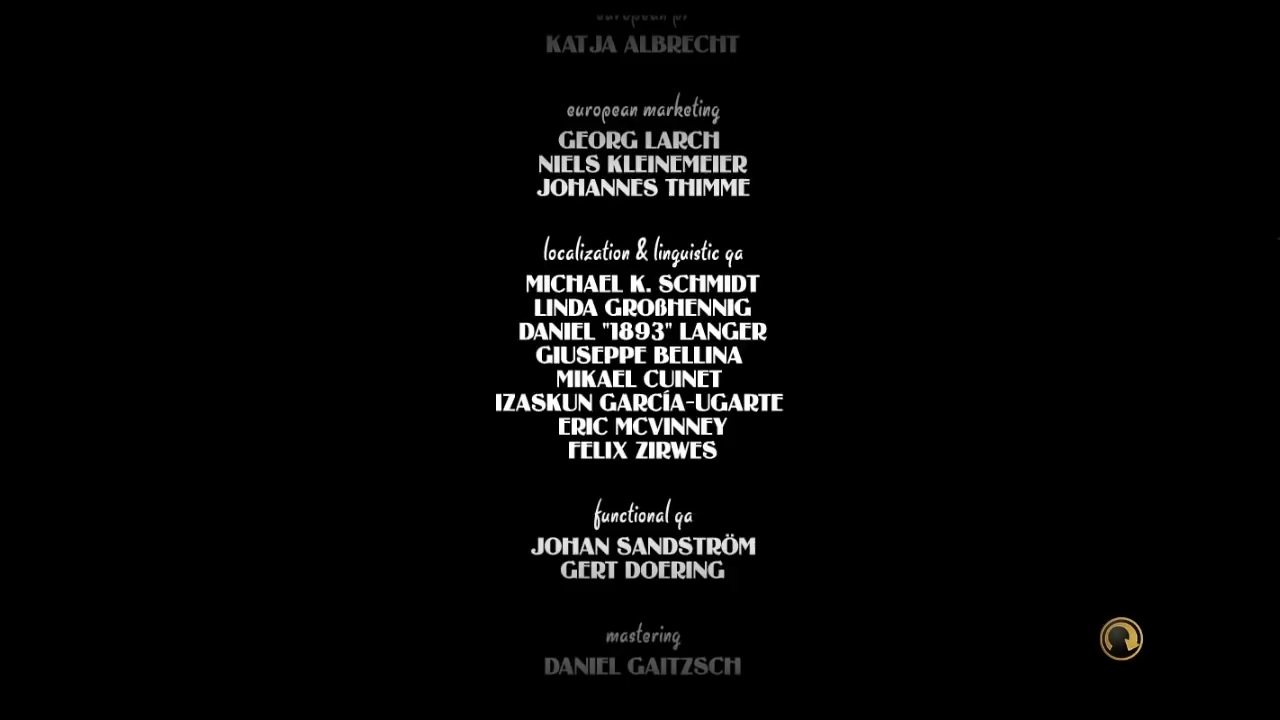 european pr
KATJA ALBRECHT
european marketing
GEORG LARCH
NIELS KLEINEMEIER
JOHANNES THIMME
localization & linguistic qa
MICHAEL K. SCHMIDT
LINDA GROßHENNIG
DANIEL "1893" LANGER
GIUSEPPE BELLINA
MIKAEL CUINET
IZASKUN GARCÍA-UGARTE
ERIC MCVINNEY
FELIX ZIRWES
functional qa
JOHAN SANDSTRÖM
GERT DOERING
mastering
DANIEL GAITZSCH